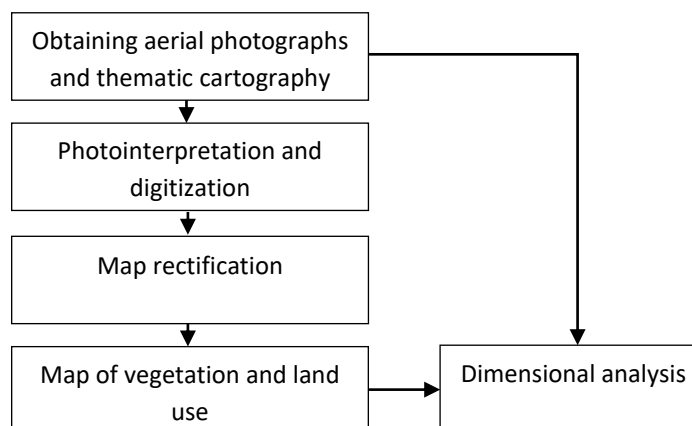 Obtaining aerial photographs
and thematic cartography
Photointerpretation and
digitization
Map rectification
Map of vegetation and land
use
Dimensional analysis